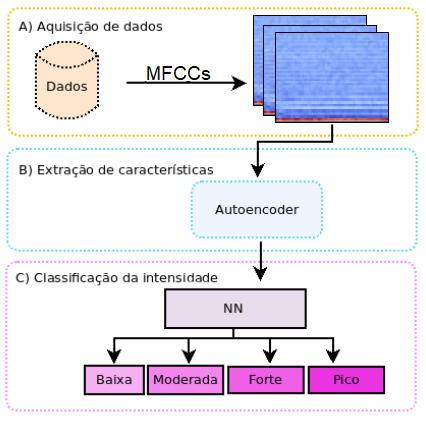 A) Aquisição de dados
Dados
MFCCs
B) Extração de características
Autoencoder
C) Classificação da intensidade
NN
Baixa
Moderada
Forte
Pico